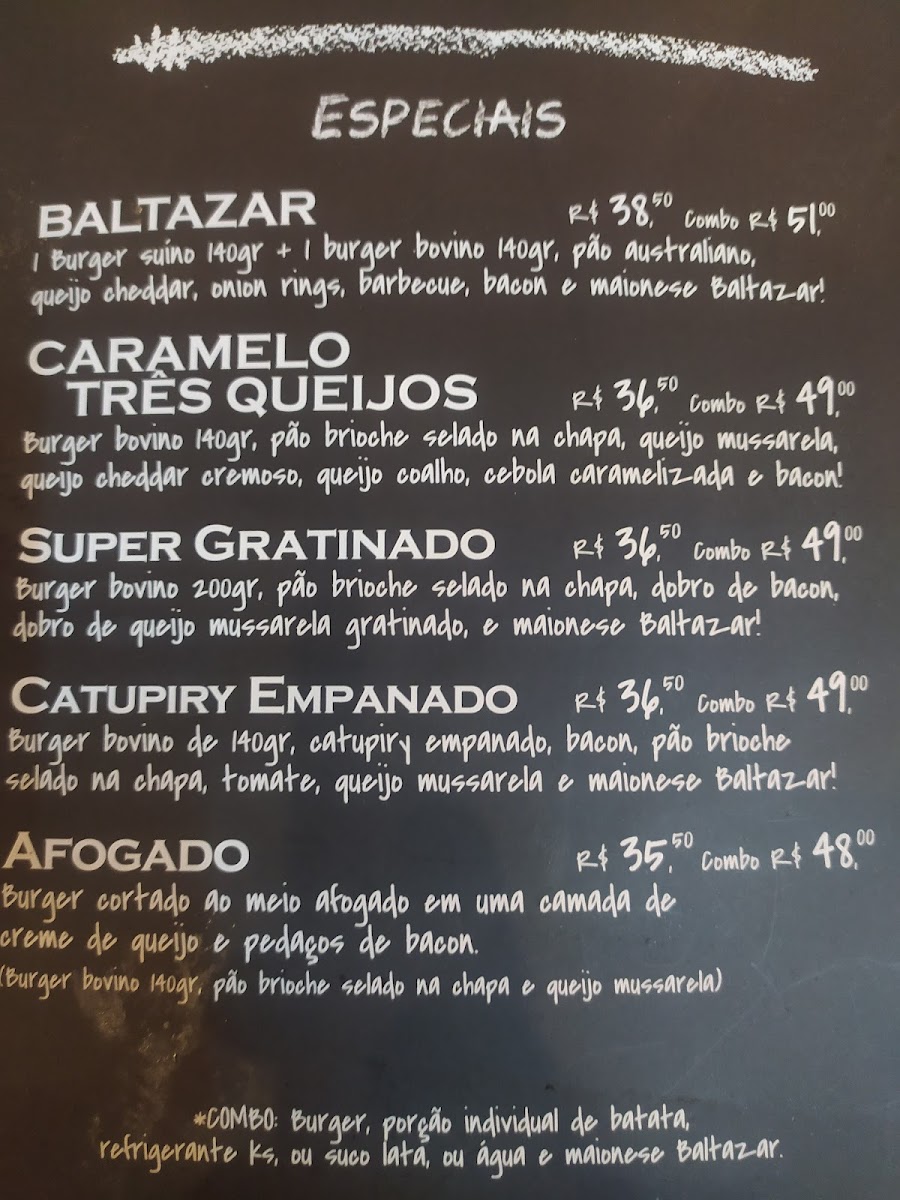 ESPECIAIS
BALTAZAR R$ 38,50 Combo R$ 51,00
1 Burger suíno 140gr + 1 burger bovino 140gr, pão australiano,
queijo cheddar, onion rings, barbecue, bacon e maionese Baltazar!
CARAMELO
TRÊS QUEIJOS R$ 36,50 Combo R$ 49,00
Burger bovino 140gr, pão brioche selado na chapa, queijo mussarela,
queijo cheddar cremoso, queijo coalho, cebola caramelizada e bacon!
SUPER GRATINADO R$ 36,50 Combo R$ 49,00
Burger bovino 200gr, pão brioche selado na chapa, dobro de bacon,
dobro de queijo mussarela gratinado, e maionese Baltazar!
CATUPIRY EMPANADO R$ 36,50 Combo R$ 49,00
Burger bovino de 140gr, catupiry empanado, bacon, pão brioche
selado na chapa, tomate, queijo mussarela e maionese Baltazar!
AFOGADO R$ 35,50 Combo R$ 48,00
Burger cortado ao meio afogado em uma camada de
creme de queijo e pedaços de bacon.
(Burger bovino 140gr, pão brioche selado na chapa e queijo mussarela)
*COMBO: Burger, porção individual de batata,
refrigerante Ks, ou suco lata, ou água e maionese Baltazar.